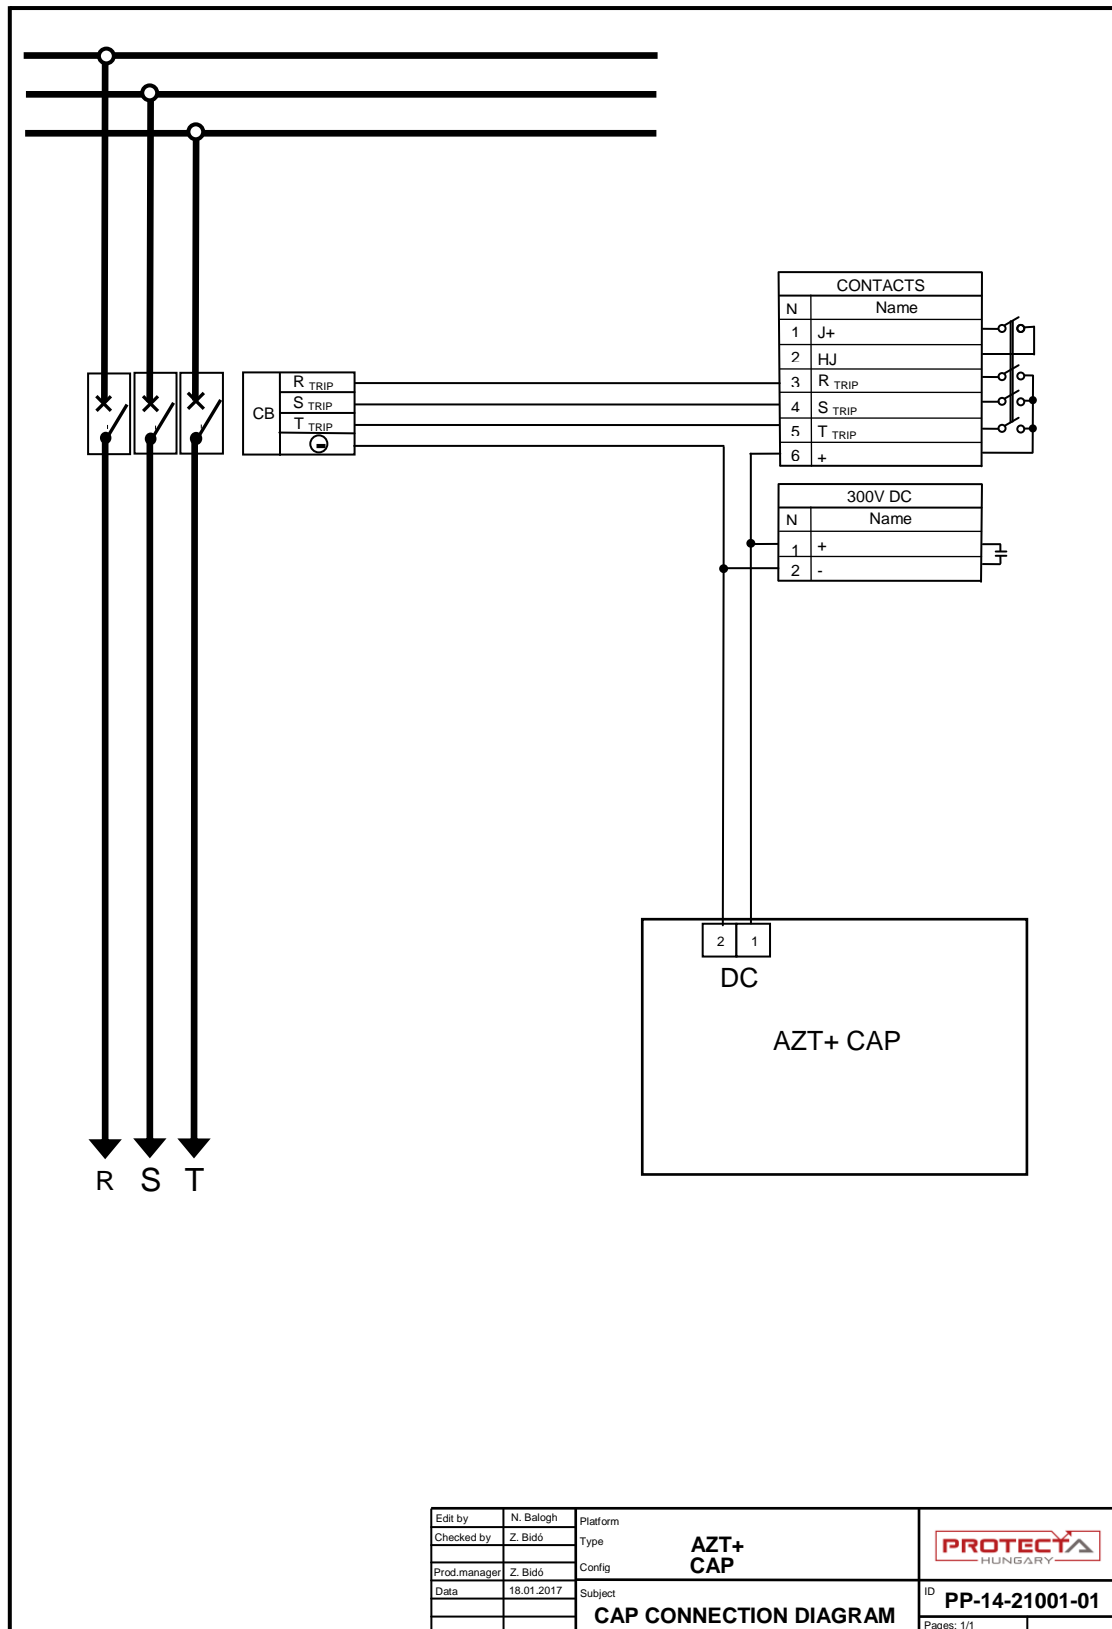 CONTACTS
N Name
1 J+
2 HJ
3 R TRIP
4 S TRIP
5 T TRIP
6 +
CB
R TRIP
S TRIP
T TRIP
300V DC
N Name
1 +
2 -
2 1
DC
AZT+ CAP
R S T
Edit by N. Balogh
Checked by Z. Bidó
Prod.manager Z. Bidó
Data 18.01.2017
Platform
Type AZT+
Config CAP
Subject
CAP CONNECTION DIAGRAM
PROTECTA
HUNGARY
ID PP-14-21001-01
Pages: 1/1